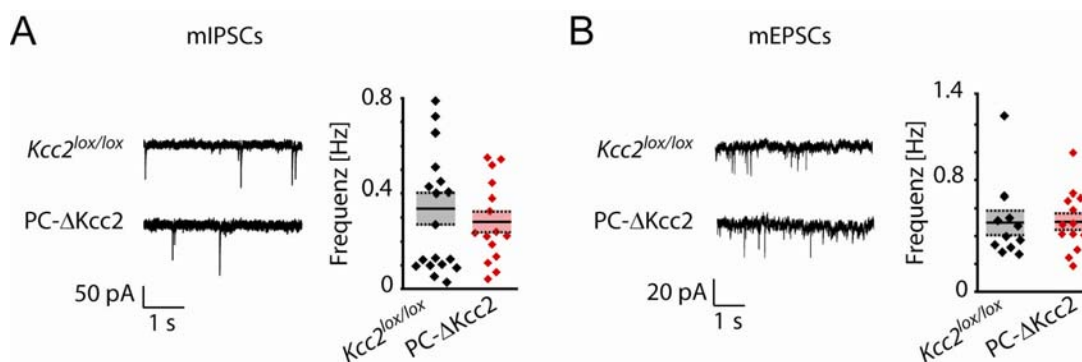 A
mIPSCs
Kcc2lox/lox
PC-ΔKcc2
50 pA
1 s
Frequenz [Hz]
0.8
0.4
0
Kcc2lox/lox
PC-ΔKcc2
B
mEPSCs
Kcc2lox/lox
PC-ΔKcc2
20 pA
1 s
Frequenz [Hz]
1.4
0.8
0
Kcc2lox/lox
PC-ΔKcc2